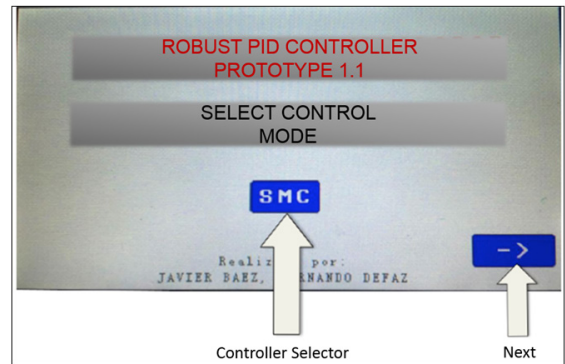 ROBUST PID CONTROLLER
PROTOTYPE 1.1
SELECT CONTROL
MODE
SMC
->
por:
JAVIER BAEZ, DEFAZ
Controller Selector
Next